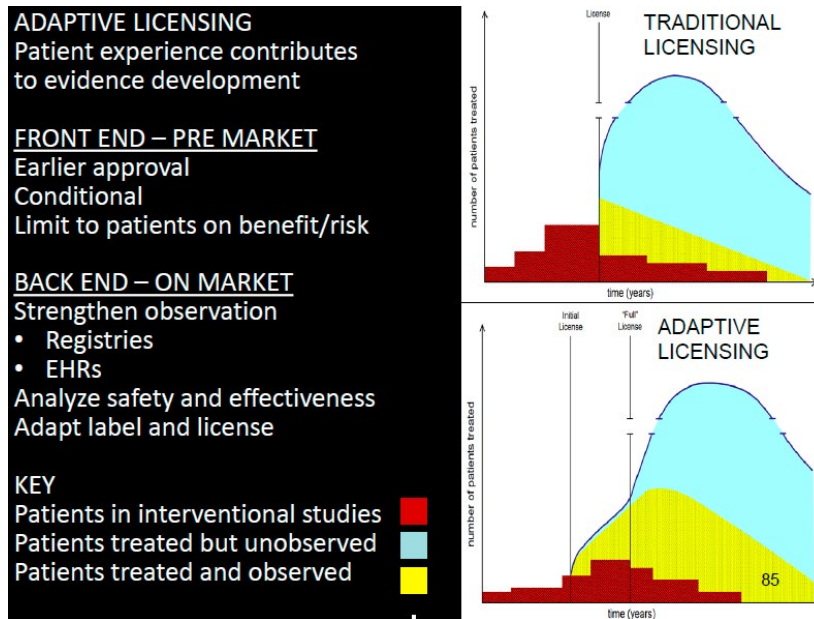 ADAPTIVE LICENSING
Patient experience contributes
to evidence development
FRONT END – PRE MARKET
Earlier approval
Conditional
Limit to patients on benefit/risk
BACK END – ON MARKET
Strengthen observation
• Registries
• EHRs
Analyze safety and effectiveness
Adapt label and license
KEY
Patients in interventional studies
Patients treated but unobserved
Patients treated and observed
License
TRADITIONAL
LICENSING
number of patients treated
time (years)
Initial
License
"Full"
License
ADAPTIVE
LICENSING
number of patients treated
85
time (years)